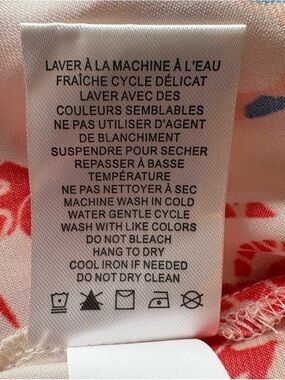 LAVER À LA MACHINE À L'EAU
FRAÎCHE CYCLE DÉLICAT
LAVER AVEC DES
COULEURS SEMBLABLES
NE PAS UTILISER D'AGENT
DE BLANCHIMENT
SUSPENDRE POUR SECHER
REPASSER À BASSE
TEMPÉRATURE
NE PAS NETTOYER À SEC
MACHINE WASH IN COLD
WATER GENTLE CYCLE
WASH WITH LIKE COLORS
DO NOT BLEACH
HANG TO DRY
COOL IRON IF NEEDED
DO NOT DRY CLEAN